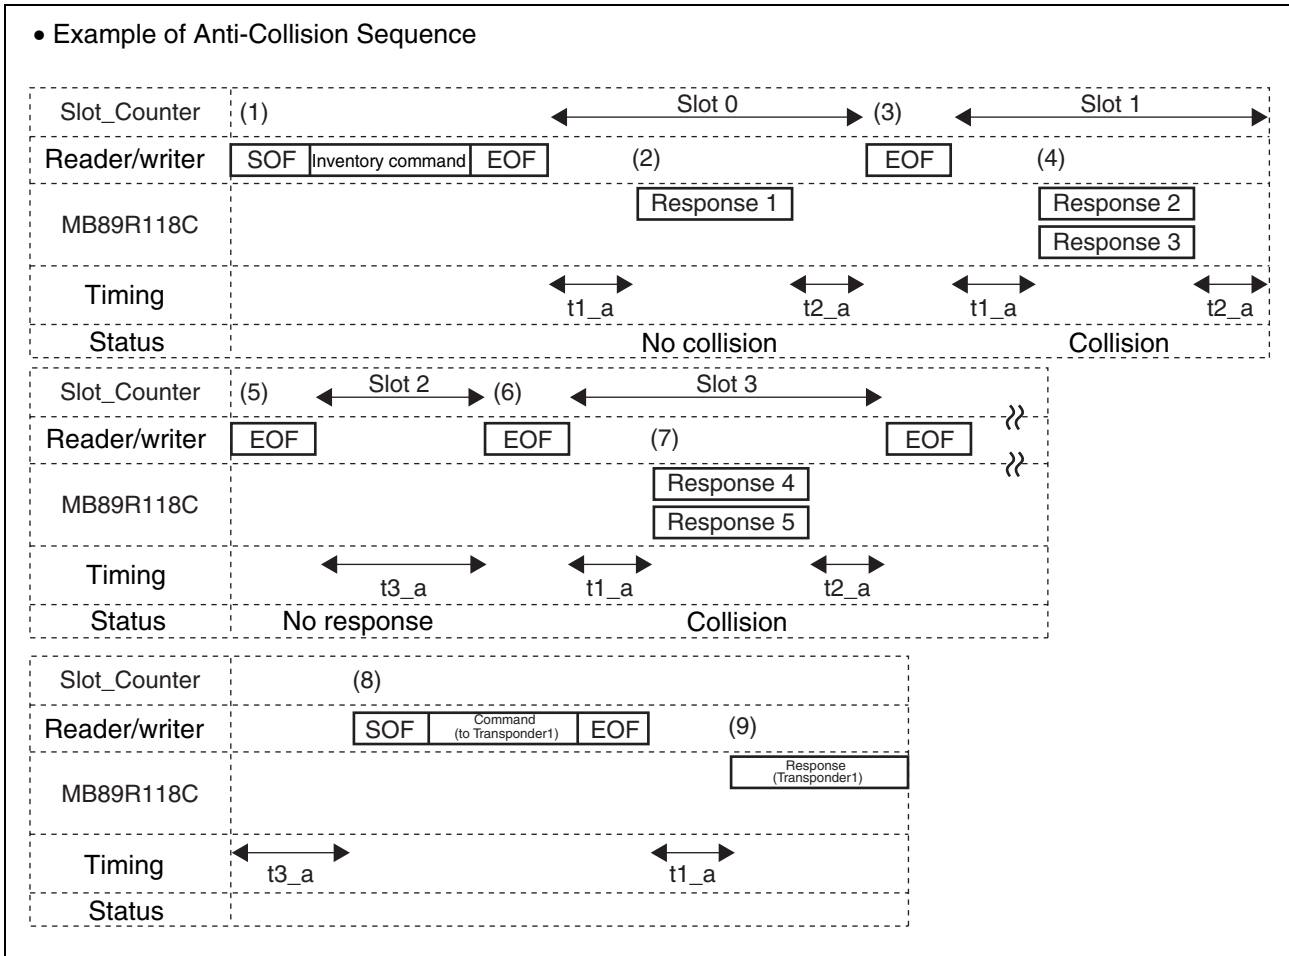 • Example of Anti-Collision Sequence
Slot_Counter (1) Slot 0 (3) Slot 1
Reader/writer SOF Inventory command EOF (2) EOF (4)
MB89R118C Response 1 Response 2
Response 3
Timing t1_a t2_a t1_a t2_a
Status No collision Collision
Slot_Counter (5) Slot 2 (6) Slot 3
Reader/writer EOF EOF (7) EOF
MB89R118C Response 4
Response 5
Timing t3_a t1_a t2_a
Status No response Collision
Slot_Counter (8)
Reader/writer SOF Command (to Transponder1) EOF (9)
MB89R118C Response (Transponder1)
Timing t3_a t1_a
Status